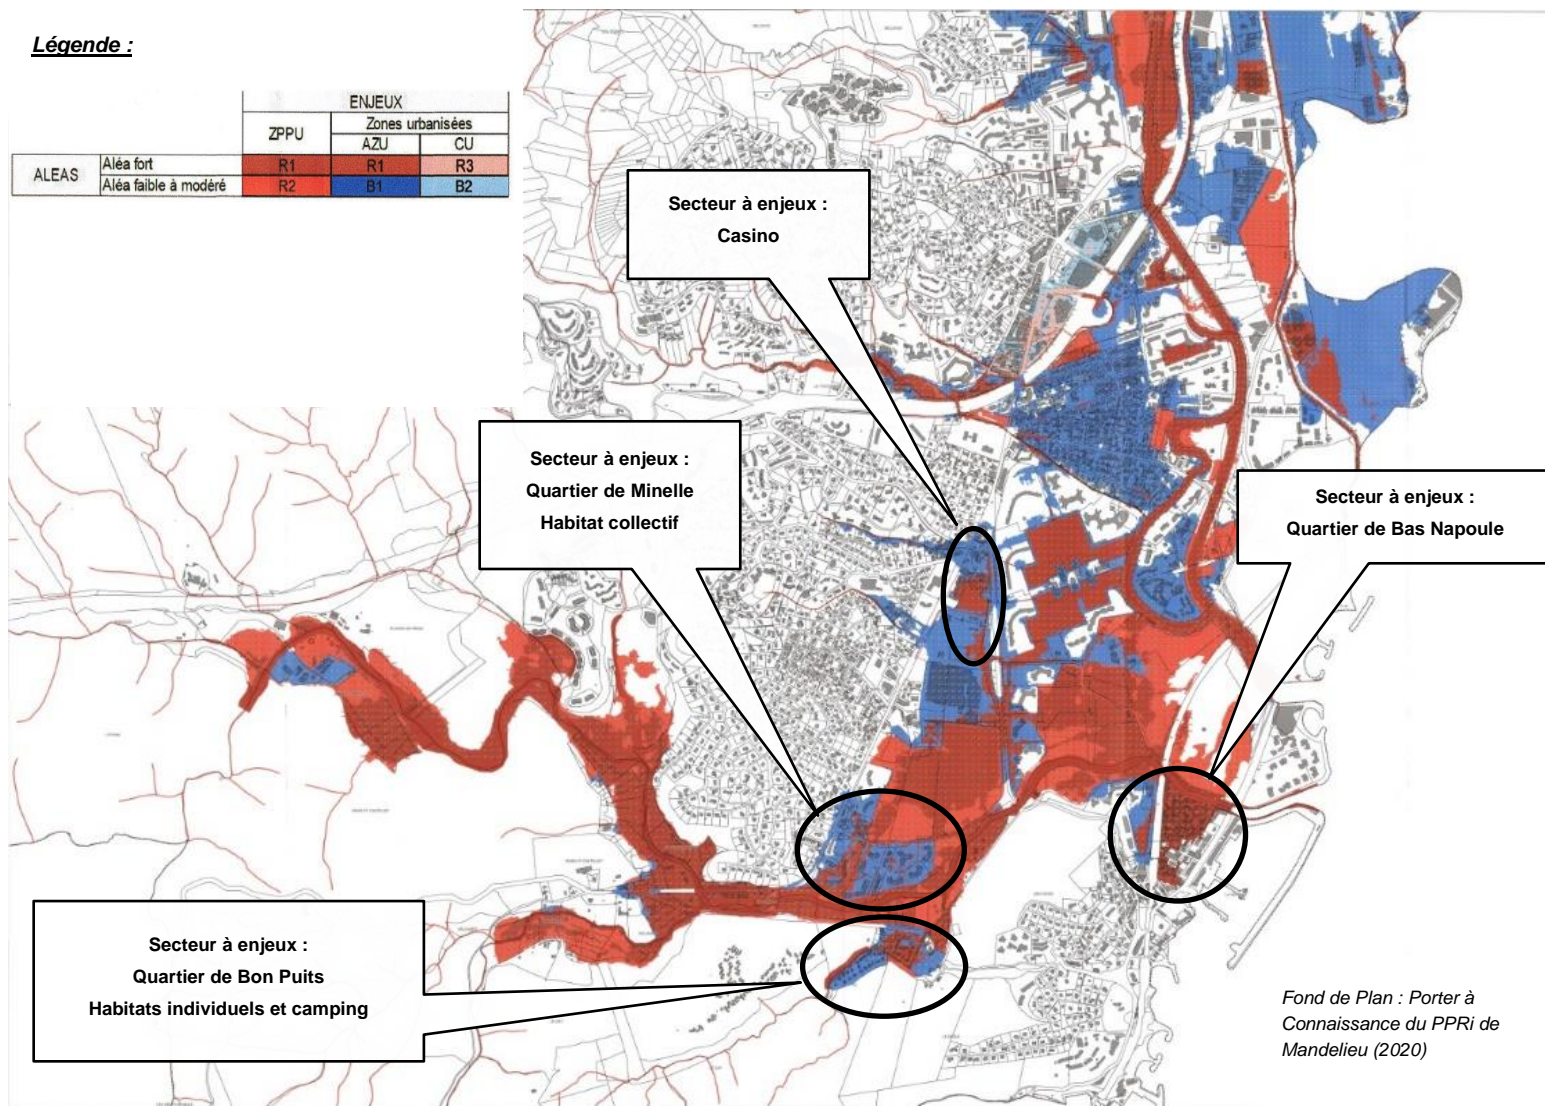 Légende :
ENJEUX
ZPPU
Zones urbanisées
AZU
CU
ALEAS
Aléa fort
R1
R1
R3
Aléa faible à modéré
R2
B1
B2
Secteur à enjeux :
Casino
Secteur à enjeux :
Quartier de Minelle
Habitat collectif
Secteur à enjeux :
Quartier de Bas Napoule
Secteur à enjeux :
Quartier de Bon Puits
Habitats individuels et camping
Fond de Plan : Porter à
Connaissance du PPRi de
Mandelieu (2020)